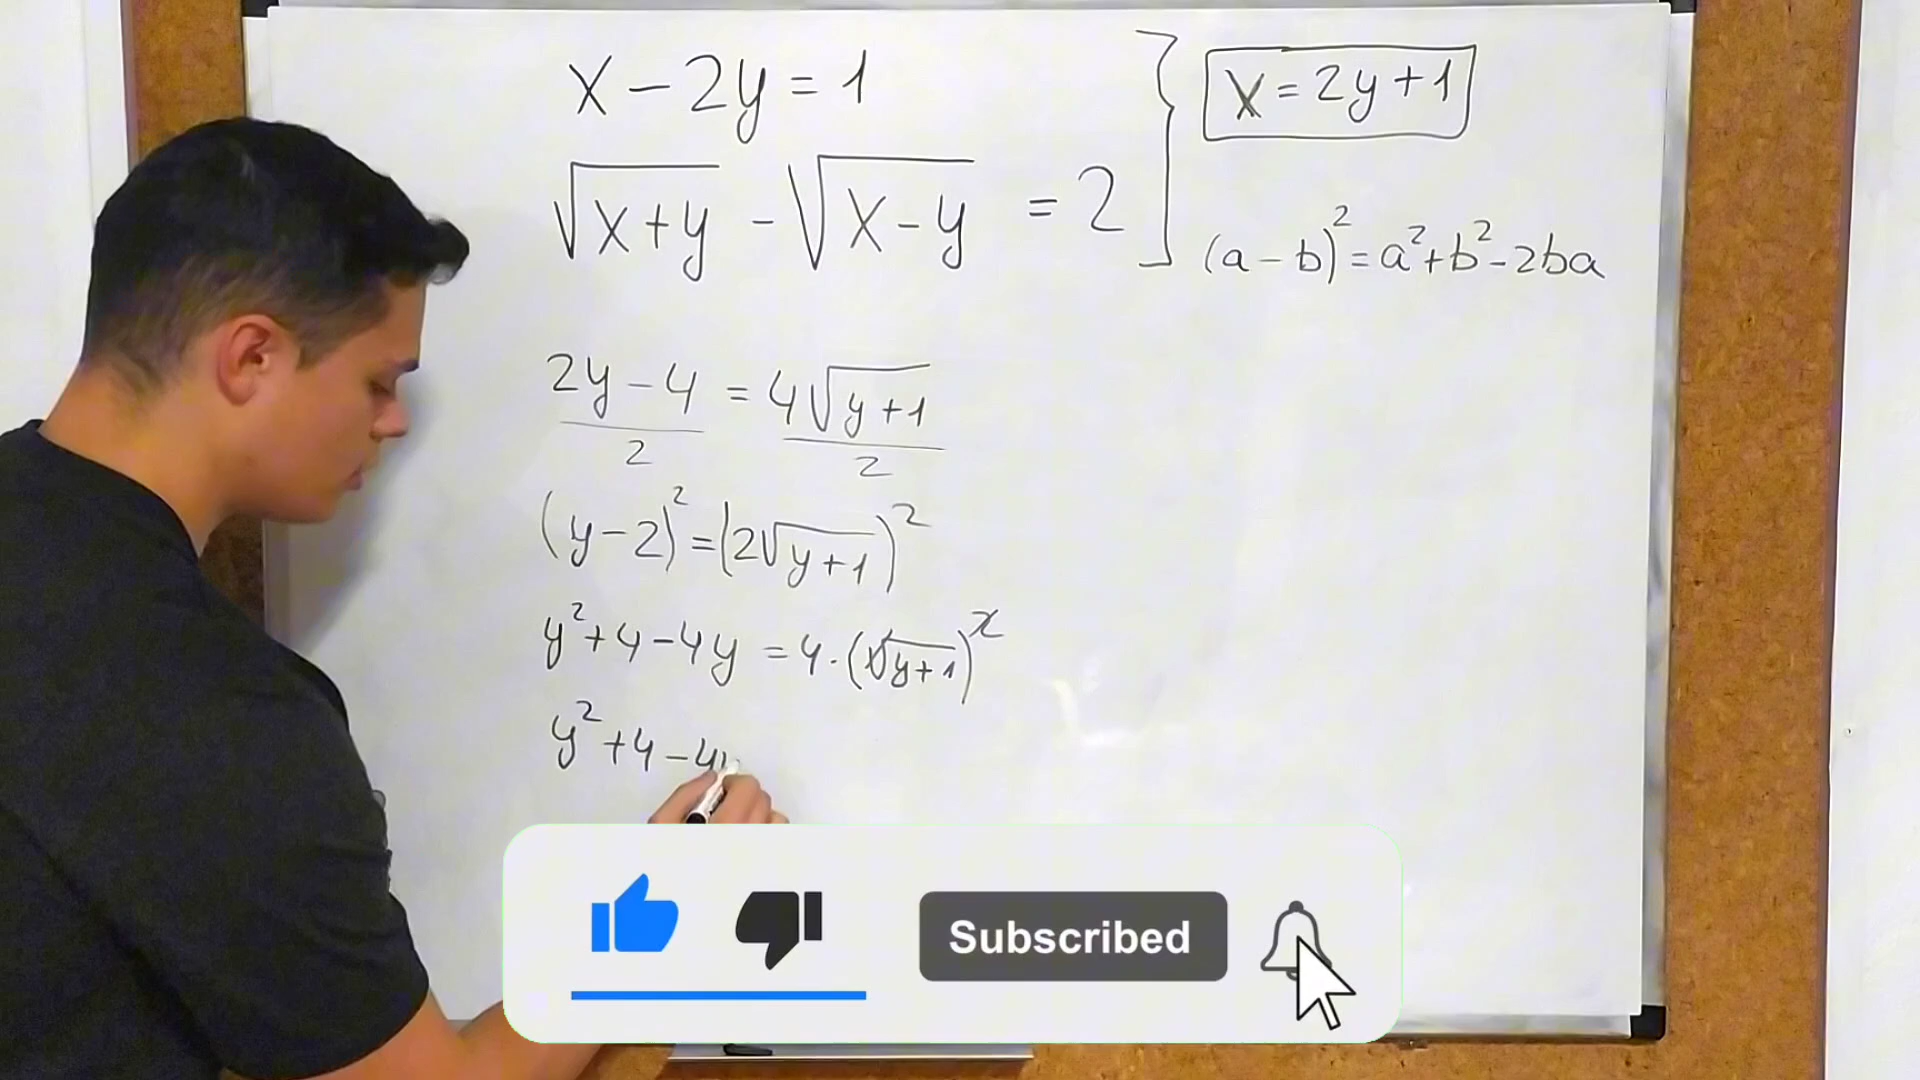 x - 2y = 1
√x+y - √x-y = 2
x = 2y + 1
(a - b)² = a² + b² - 2ba
2y - 4 = 4√y+1
2 2
(y - 2)² = (2√y+1)²
y² + 4 - 4y = 4 · (√y+1)²
y² + 4 - 4y
Subscribed